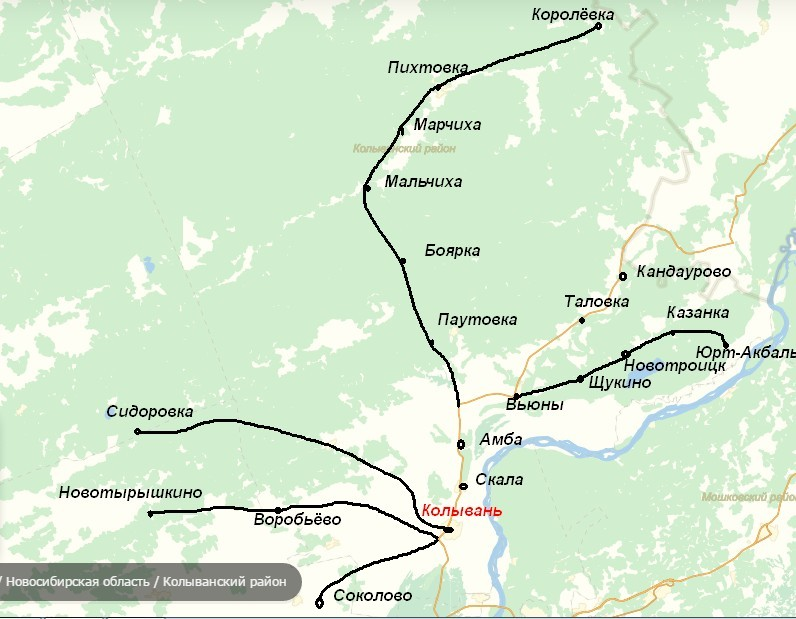 Королёвка
Пихтовка
Марчиха
Колыванский район
Мальчиха
Боярка
Кандаурово
Таловка
Казанка
Паутовка
Юрт-Акбалы
Новотроицк
Щукино
Вьюны
Сидоровка
Амба
Скала
Новотырышкино
Мошковский район
Колывань
Воробьёво
/ Новосибирская область / Колыванский район
Соколово